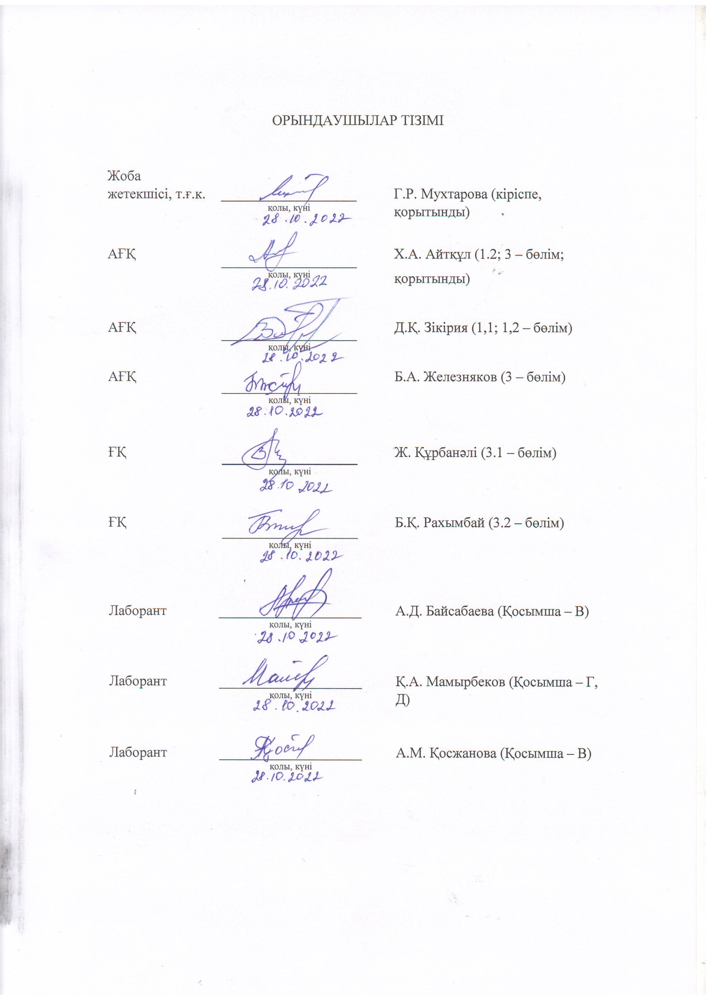 ОРЫНДАУШЫЛАР ТІЗІМІ
Жоба
жетекшісі, т.ғ.к.
Г.Р. Мухтарова (кіріспе,
қорытынды)
қолы, күні
28.10.2022
АҒҚ
Х.А. Айтқұл (1.2; 3 – бөлім;
қорытынды)
қолы, күні
28.10.2022
АҒҚ
Д.Қ. Зікірия (1,1; 1,2 – бөлім)
қолы, күні
28.10.2022
АҒҚ
Б.А. Железняков (3 – бөлім)
қолы, күні
28.10.2022
ҒҚ
Ж. Құрбанәлі (3.1 – бөлім)
қолы, күні
28.10 2022
ҒҚ
Б.Қ. Рахымбай (3.2 – бөлім)
қолы, күні
28.10.2022
Лаборант
А.Д. Байсабаева (Қосымша – В)
қолы, күні
28.10 2022
Лаборант
Қ.А. Мамырбеков (Қосымша – Г,
Д)
қолы, күні
28.10.2022
Лаборант
А.М. Қосжанова (Қосымша – В)
қолы, күні
28.10.2022